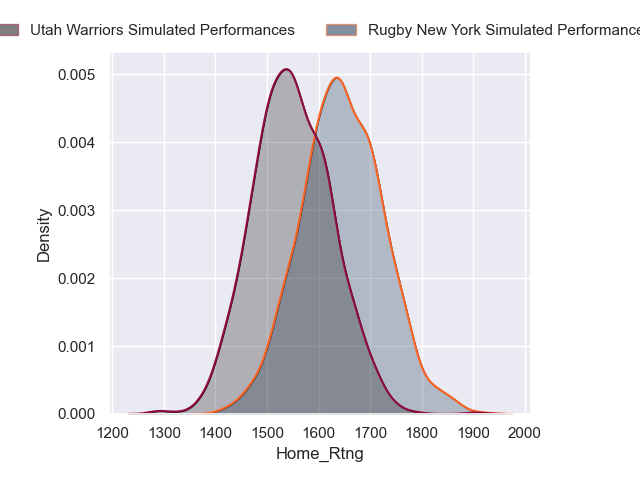 Utah Warriors Simulated Performances Rugby New York Simulated Performance
0.005
0.004
0.003
0.002
0.001
0.000
Density
1200 1300 1400 1500 1600 1700 1800 1900 2000
Home_Rtng